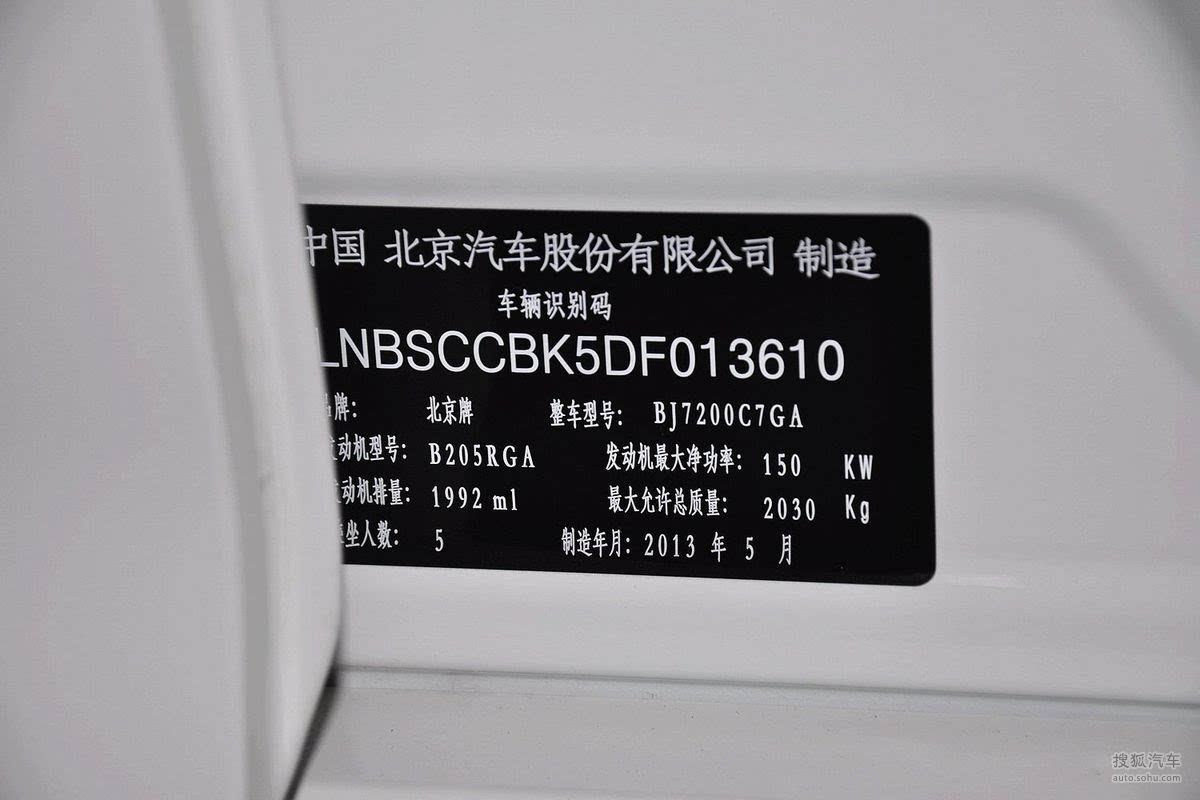 中国 北京汽车股份有限公司 制造
车辆识别码
LNBSCCBK5DF013610
品牌： 北京牌 整车型号： BJ7200C7GA
发动机型号： B205RGA 发动机最大净功率： 150 KW
发动机排量： 1992 ml 最大允许总质量： 2030 Kg
乘坐人数： 5 制造年月： 2013 年 5 月
搜狐汽车
auto.sohu.com